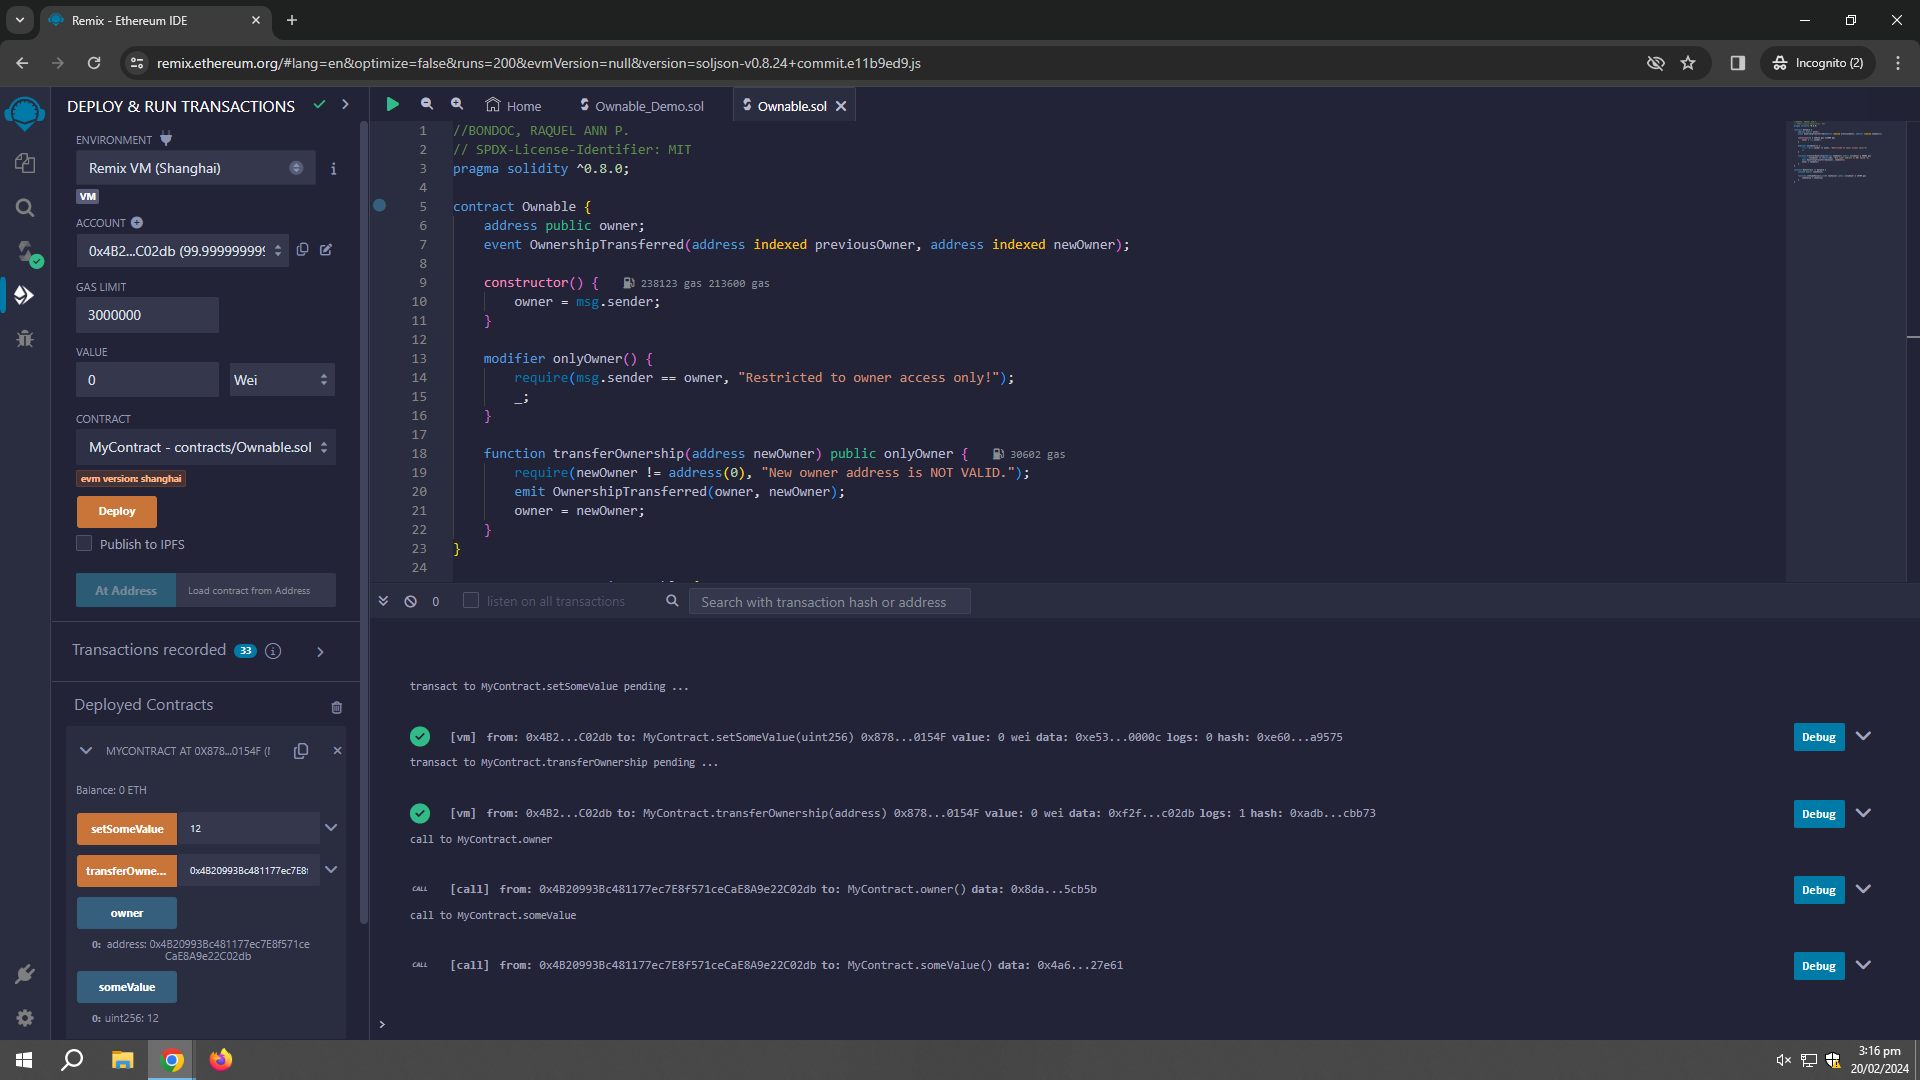 Remix - Ethereum IDE
remix.ethereum.org/#lang=en&optimize=false&runs=200&evmVersion=null&version=soljson-v0.8.24+commit.e11b9ed9.js
Incognito (2)
DEPLOY & RUN TRANSACTIONS
ENVIRONMENT
Remix VM (Shanghai)
VM
ACCOUNT
0x4B2...C02db (99.999999999
GAS LIMIT
3000000
VALUE
0
Wei
CONTRACT
MyContract - contracts/Ownable.sol
evm version: shanghai
Deploy
Publish to IPFS
At Address
Load contract from Address
Transactions recorded 33
Deployed Contracts
MYCONTRACT AT 0X878...0154F (
Balance: 0 ETH
setSomeValue 12
transferOwne... 0x4B20993Bc481177ec7E8
owner
0: address: 0x4B20993Bc481177ec7E8f571ce
CaE8A9e22C02db
someValue
0: uint256: 12
Home
Ownable_Demo.sol
Ownable.sol
1 //BONDOC, RAQUEL ANN P.
2 // SPDX-License-Identifier: MIT
3 pragma solidity ^0.8.0;
4
5 contract Ownable {
6 address public owner;
7 event OwnershipTransferred(address indexed previousOwner, address indexed newOwner);
8
9 constructor() { 238123 gas 213600 gas
10 owner = msg.sender;
11 }
12
13 modifier onlyOwner() {
14 require(msg.sender == owner, "Restricted to owner access only!");
15 _;
16 }
17
18 function transferOwnership(address newOwner) public onlyOwner { 30602 gas
19 require(newOwner != address(0), "New owner address is NOT VALID.");
20 emit OwnershipTransferred(owner, newOwner);
21 owner = newOwner;
22 }
23 }
24
0
listen on all transactions
Search with transaction hash or address
transact to MyContract.setSomeValue pending ...
[vm] from: 0x4B2...C02db to: MyContract.setSomeValue(uint256) 0x878...0154F value: 0 wei data: 0xe53...0000c logs: 0 hash: 0xe60...a9575
Debug
transact to MyContract.transferOwnership pending ...
[vm] from: 0x4B2...C02db to: MyContract.transferOwnership(address) 0x878...0154F value: 0 wei data: 0xf2f...c02db logs: 1 hash: 0xadb...cbb73
Debug
call to MyContract.owner
CALL [call] from: 0x4B20993Bc481177ec7E8f571ceCaE8A9e22C02db to: MyContract.owner() data: 0x8da...5cb5b
Debug
call to MyContract.someValue
CALL [call] from: 0x4B20993Bc481177ec7E8f571ceCaE8A9e22C02db to: MyContract.someValue() data: 0x4a6...27e61
Debug
>
3:16 pm
20/02/2024